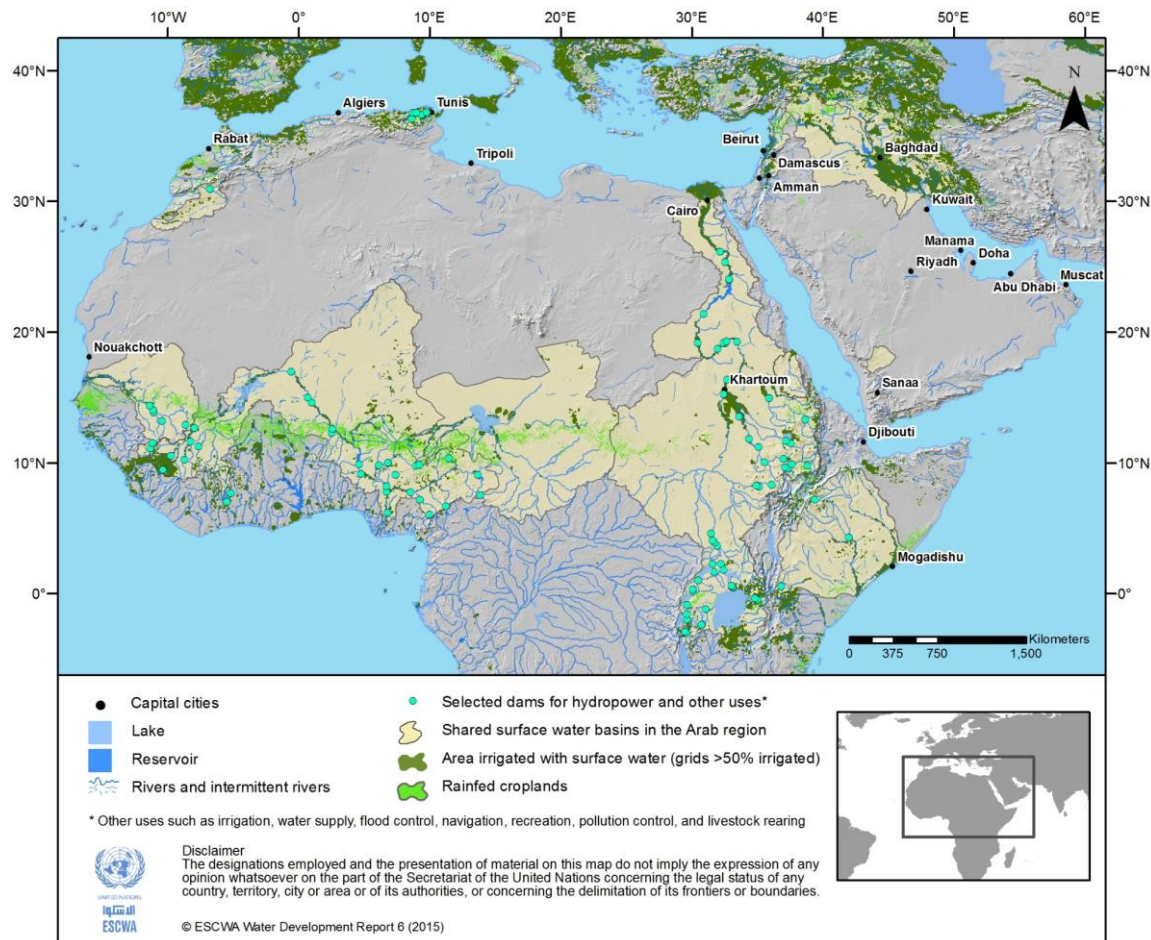 10°W 0° 10°E 20°E 30°E 40°E 50°E 60°E
N
40°N 40°N
Algiers Tunis
Rabat
Beirut Baghdad
Tripoli Damascus
Amman
30°N 30°N
Cairo Kuwait
Manama
Riyadh Doha
Abu Dhabi Muscat
20°N 20°N
Nouakchott
Khartoum Sanaa
Djibouti
10°N 10°N
Mogadishu
0° 0°
Kilometers
0 375 750 1,500
Capital cities
Lake
Reservoir
Rivers and intermittent rivers
Selected dams for hydropower and other uses*
Shared surface water basins in the Arab region
Area irrigated with surface water (grids >50% irrigated)
Rainfed croplands
* Other uses such as irrigation, water supply, flood control, navigation, recreation, pollution control, and livestock rearing
UNITED NATIONS
الاسكوا
ESCWA
Disclaimer
The designations employed and the presentation of material on this map do not imply the expression of any
opinion whatsoever on the part of the Secretariat of the United Nations concerning the legal status of any
country, territory, city or area or of its authorities, or concerning the delimitation of its frontiers or boundaries.
© ESCWA Water Development Report 6 (2015)